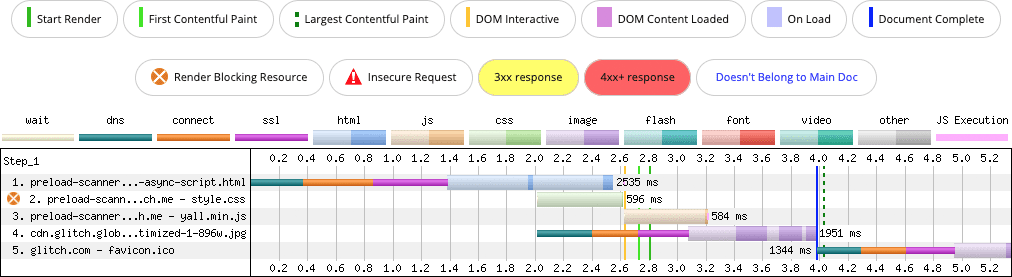 Start Render First Contentful Paint Largest Contentful Paint DOM Interactive DOM Content Loaded On Load Document Complete
Render Blocking Resource Insecure Request 3xx response 4xx+ response Doesn't Belong to Main Doc
wait dns connect ssl html js css image flash font video other JS Execution
Step_1 0.2 0.4 0.6 0.8 1.0 1.2 1.4 1.6 1.8 2.0 2.2 2.4 2.6 2.8 3.0 3.2 3.4 3.6 3.8 4.0 4.2 4.4 4.6 4.8 5.0 5.2
1. preload-scanner...-async-script.html 2535 ms
2. preload-scann...ch.me - style.css 596 ms
3. preload-scanner...h.me - yall.min.js 584 ms
4. cdn.glitch.glob...timized-1-896w.jpg 1951 ms
5. glitch.com - favicon.ico 1344 ms
0.2 0.4 0.6 0.8 1.0 1.2 1.4 1.6 1.8 2.0 2.2 2.4 2.6 2.8 3.0 3.2 3.4 3.6 3.8 4.0 4.2 4.4 4.6 4.8 5.0 5.2